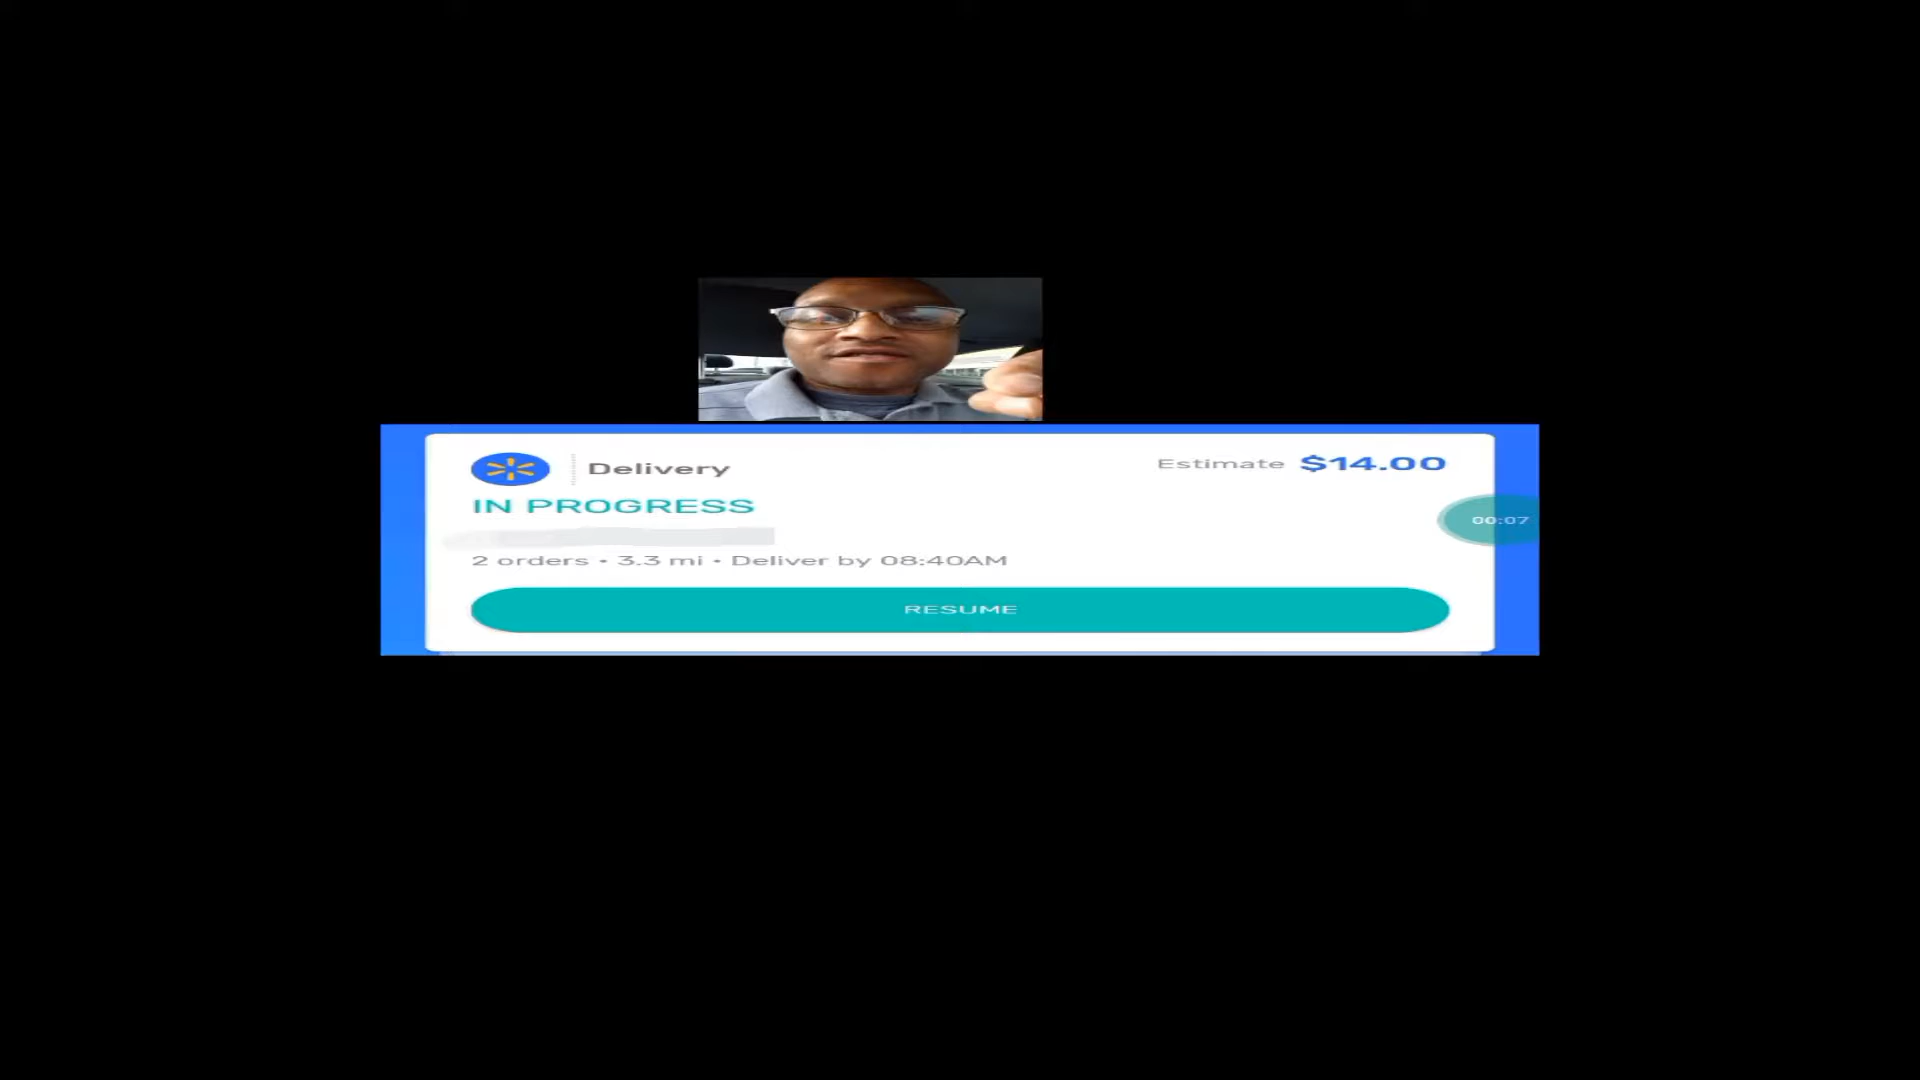 Delivery
Estimate $14.00
IN PROGRESS
00:07
2 orders • 3.3 mi • Deliver by 08:40AM
RESUME